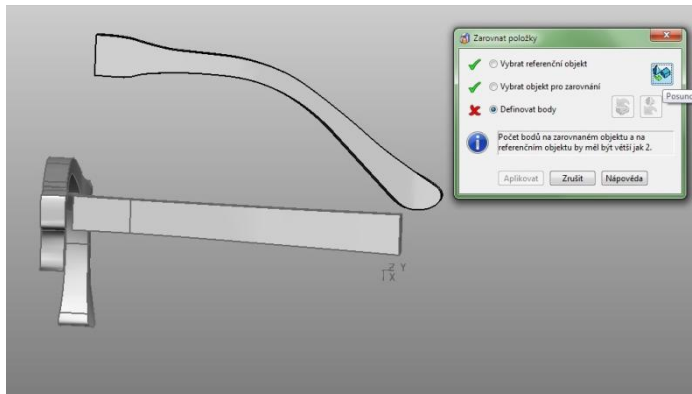 Zarovnat položky
Vybrat referenční objekt
Vybrat objekt pro zarovnání
Posuno
Definovat body
Počet bodů na zarovnaném objektu a na
referenčním objektu by měl být větší jak 2.
Aplikovat Zrušit Nápověda
Z Y
X